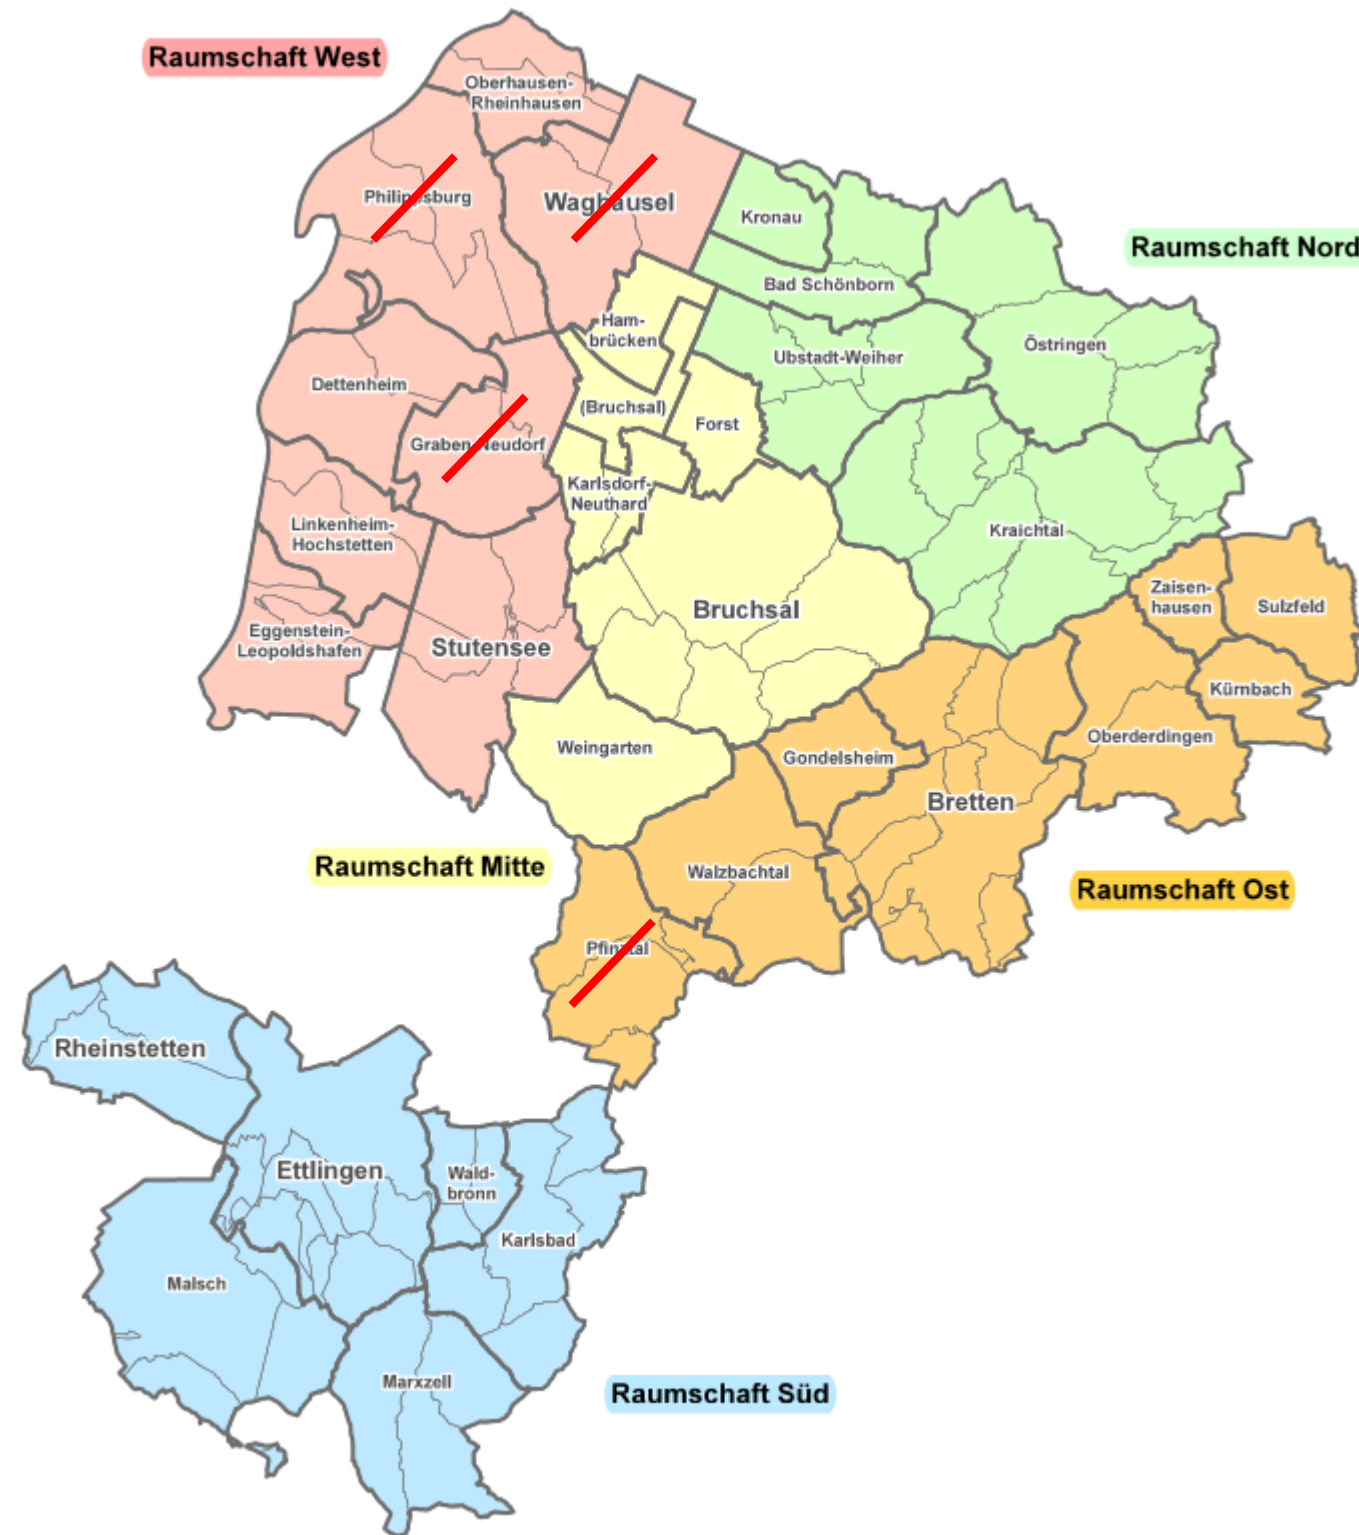 Raumschaft West
Oberhausen-
Rheinhausen
Philippsburg
Waghäusel
Kronau
Raumschaft Nord
Bad Schönborn
Ham-
brücken
Ubstadt-Weiher
Östringen
Dettenheim
(Bruchsal)
Forst
Graben-Neudorf
Karlsdorf-
Neuthard
Linkenheim-
Hochstetten
Kraichtal
Zaisen-
hausen
Sulzfeld
Bruchsal
Eggenstein-
Leopoldshafen
Stutensee
Kürnbach
Weingarten
Gondelsheim
Oberderdingen
Bretten
Raumschaft Mitte
Walzbachtal
Raumschaft Ost
Pfinztal
Rheinstetten
Ettlingen
Wald-
bronn
Karlsbad
Malsch
Marxzell
Raumschaft Süd